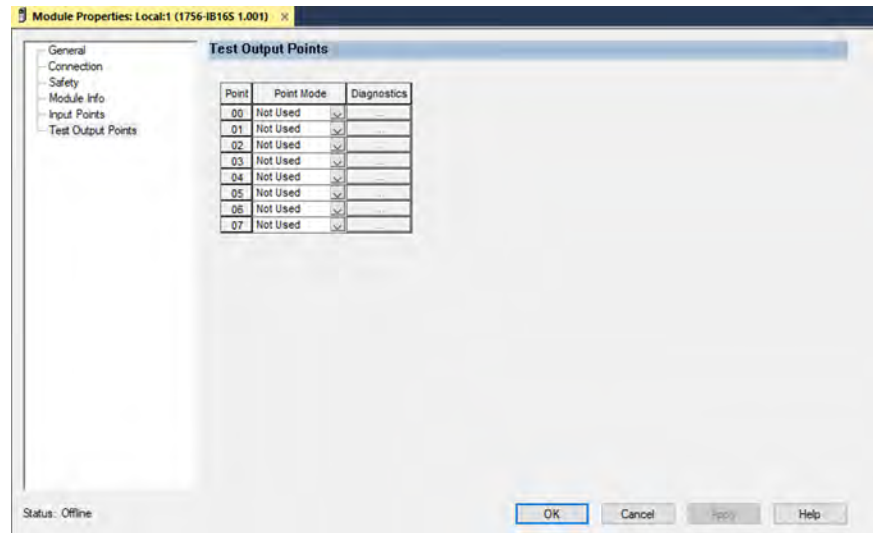 Module Properties: Local:1 (1756-IB16S 1.001) ×
General
Connection
Safety
Module Info
Input Points
Test Output Points
Test Output Points
Point Point Mode Diagnostics
00 Not Used ...
01 Not Used ...
02 Not Used ...
03 Not Used ...
04 Not Used ...
05 Not Used ...
06 Not Used ...
07 Not Used ...
Status: Offline
OK Cancel Apply Help